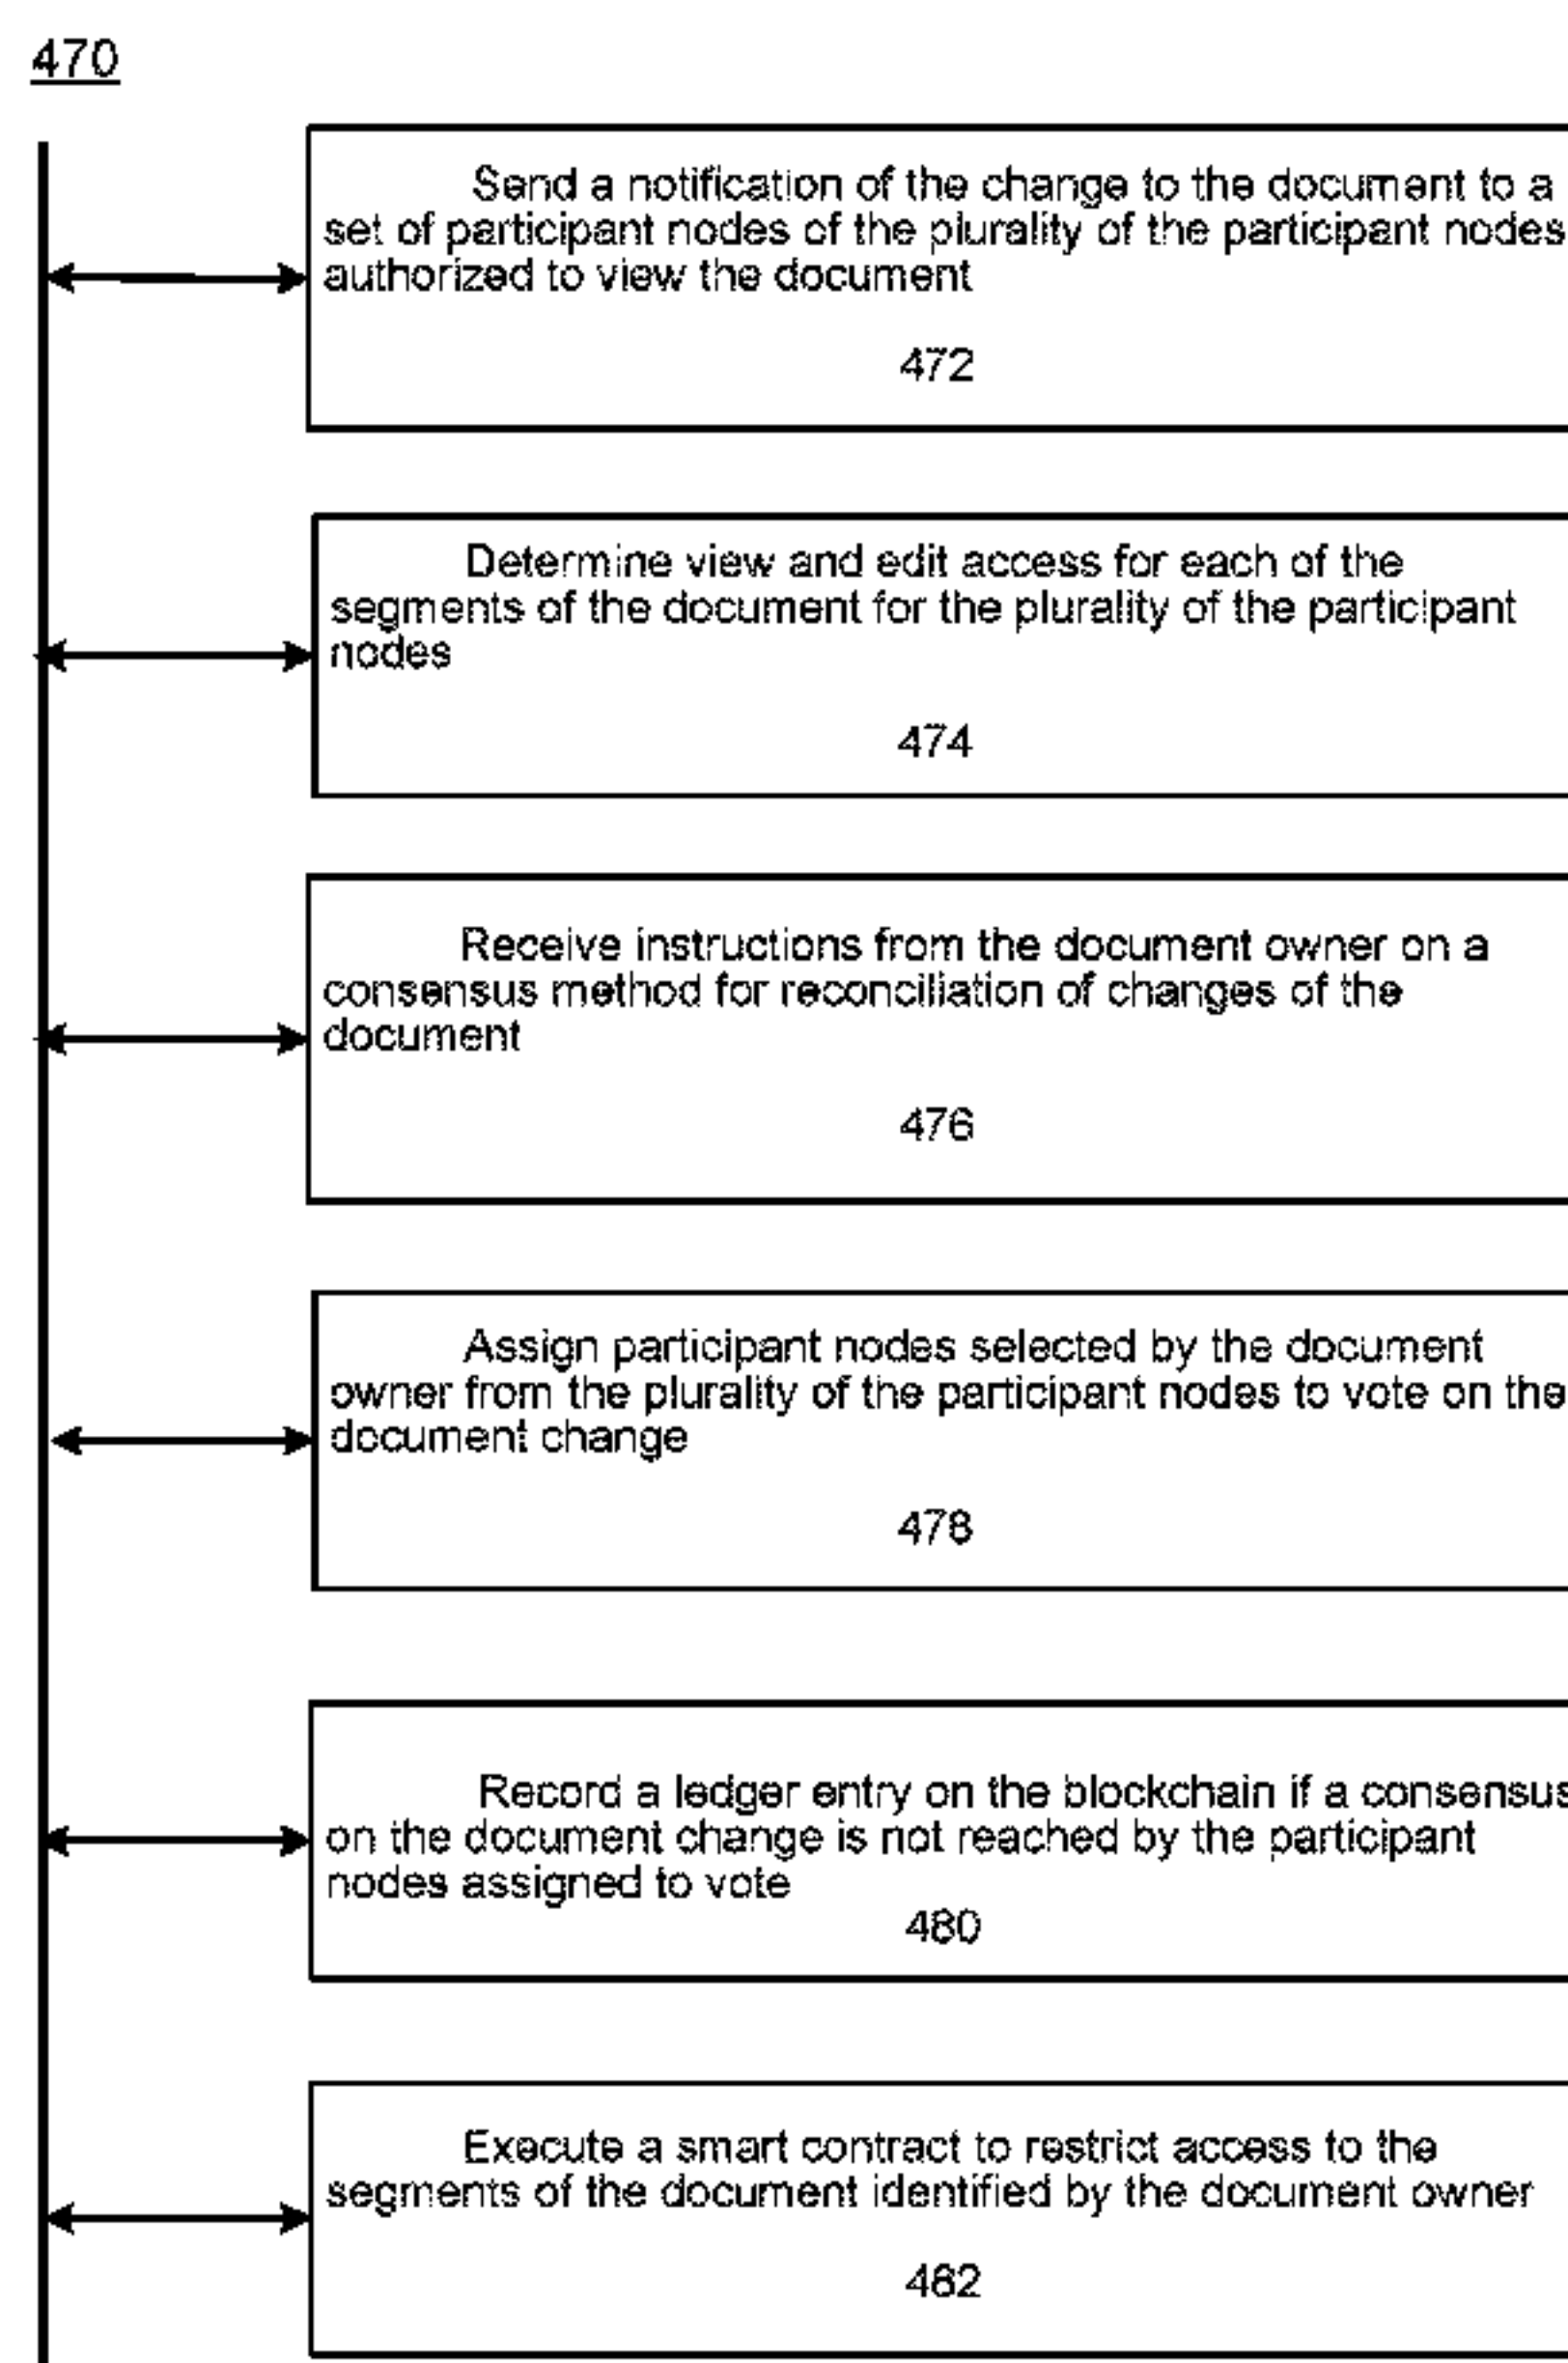 470
Send a notification of the change to the document to a
set of participant nodes of the plurality of the participant nodes
authorized to view the document
472
Determine view and edit access for each of the
segments of the document for the plurality of the participant
nodes
474
Receive instructions from the document owner on a
consensus method for reconciliation of changes of the
document
476
Assign participant nodes selected by the document
owner from the plurality of the participant nodes to vote on the
document change
478
Record a ledger entry on the blockchain if a consensus
on the document change is not reached by the participant
nodes assigned to vote
480
Execute a smart contract to restrict access to the
segments of the document identified by the document owner
482